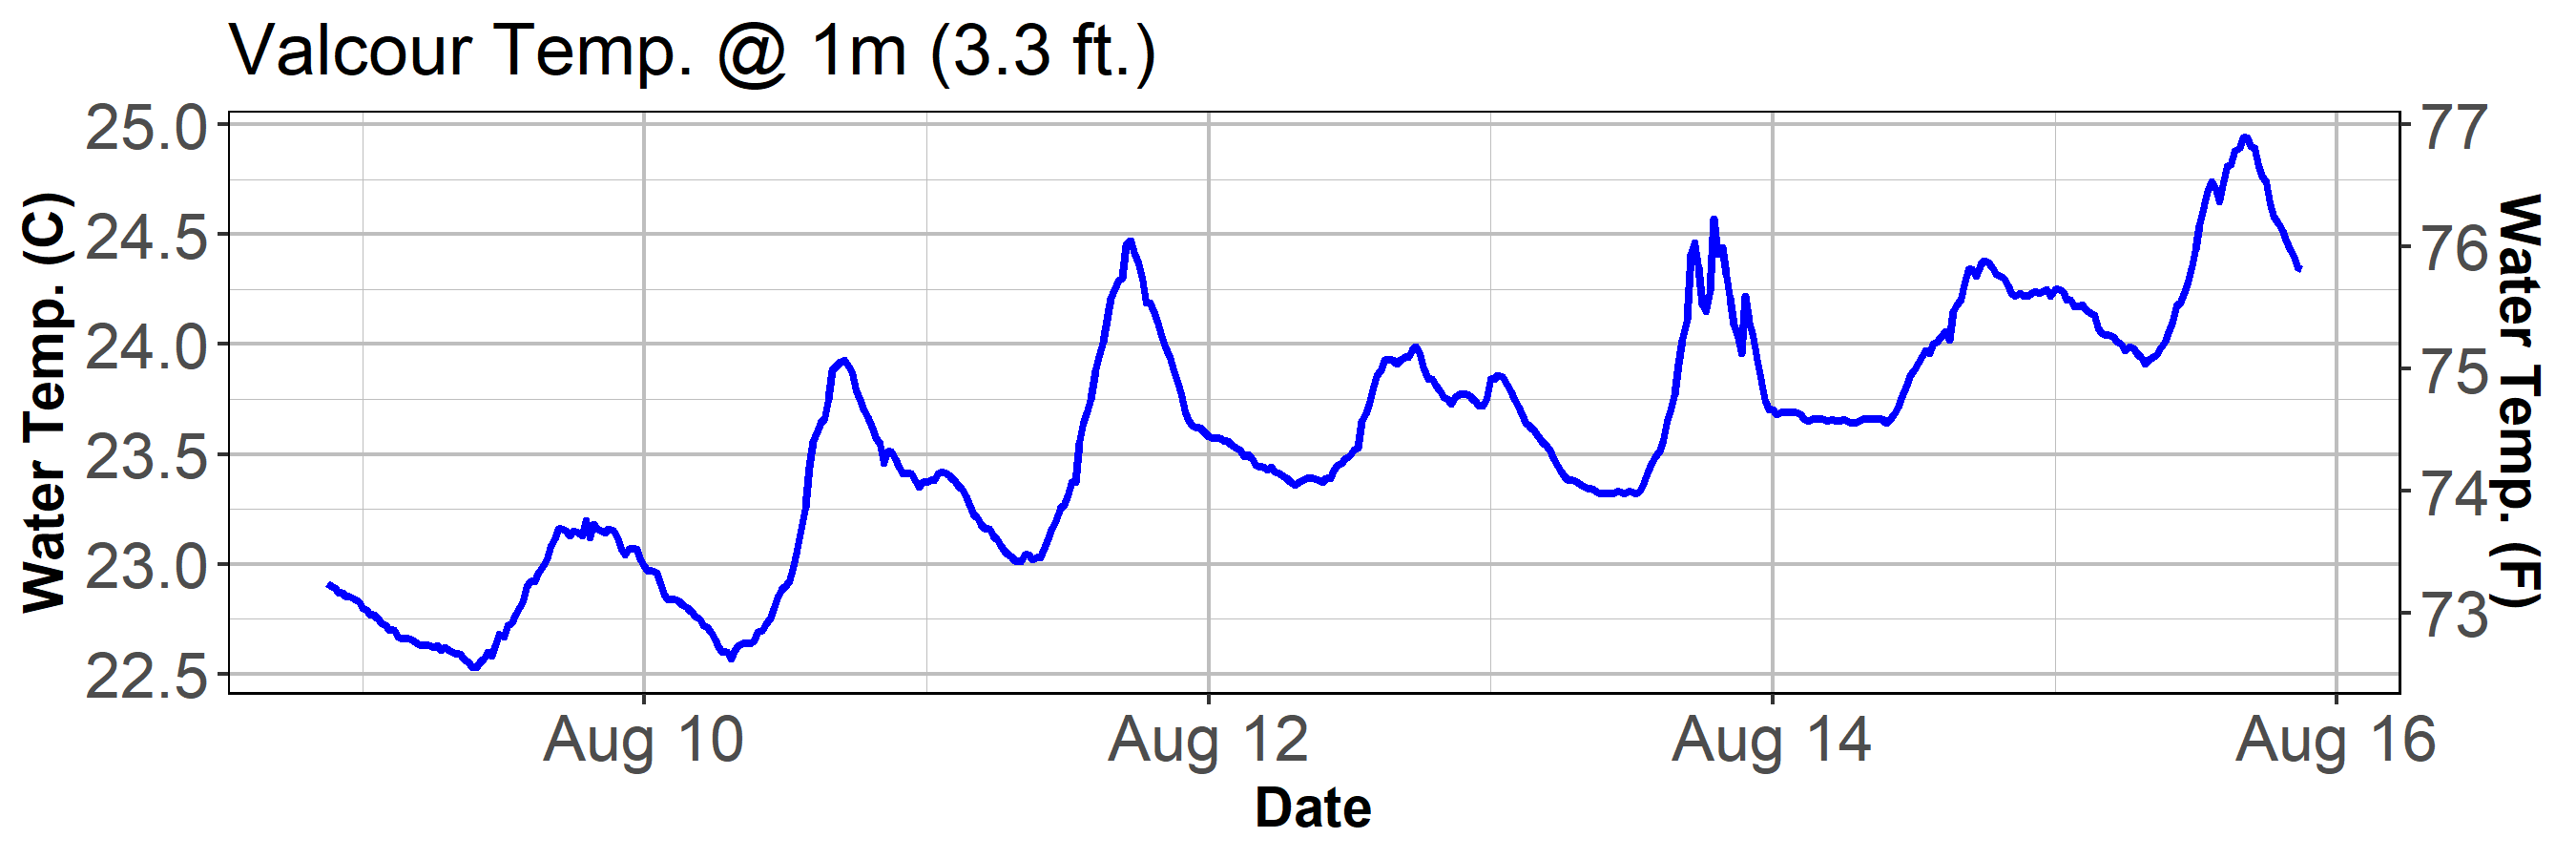 Valcour Temp. @ 1m (3.3 ft.)
Water Temp. (C)
25.0
24.5
24.0
23.5
23.0
22.5
77
76
75
74
73
Water Temp. (F)
Aug 10
Aug 12
Aug 14
Aug 16
Date